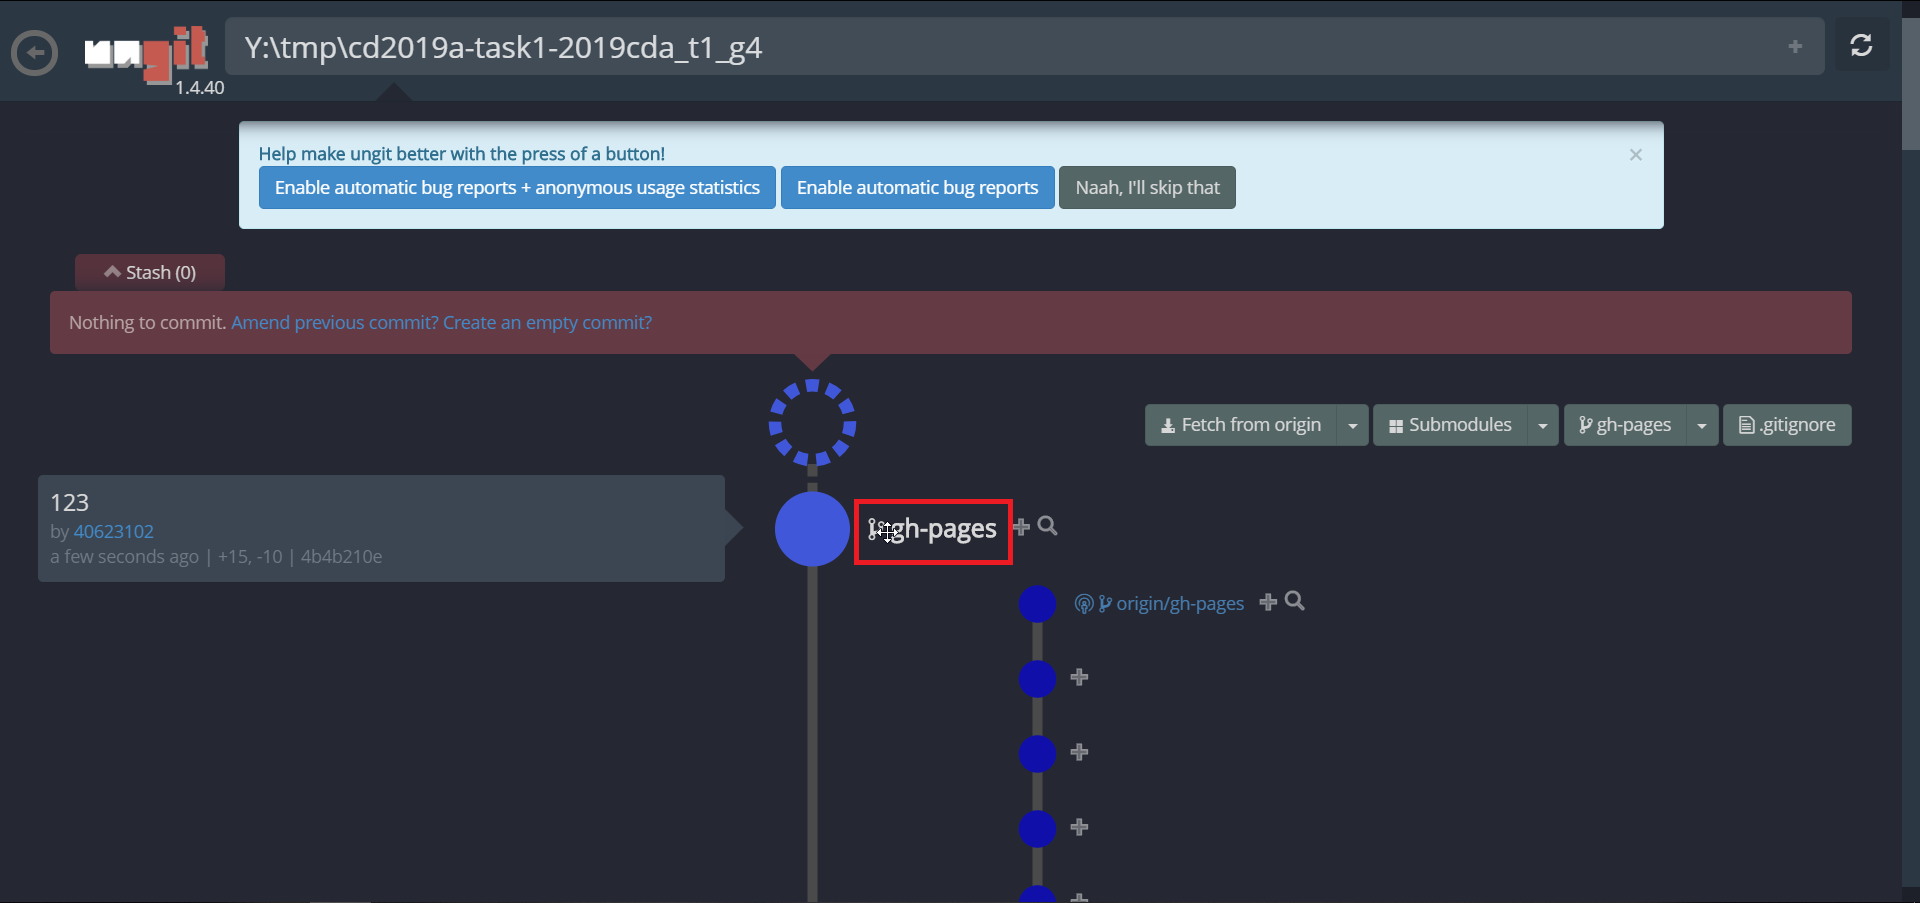 ungit
Y:\tmp\cd2019a-task1-2019cda_t1_g4
1.4.40
Help make ungit better with the press of a button!
Enable automatic bug reports + anonymous usage statistics Enable automatic bug reports Naah, I'll skip that
Stash (0)
Nothing to commit. Amend previous commit? Create an empty commit?
Fetch from origin Submodules gh-pages .gitignore
123
by 40623102
a few seconds ago | +15, -10 | 4b4b210e
gh-pages
origin/gh-pages